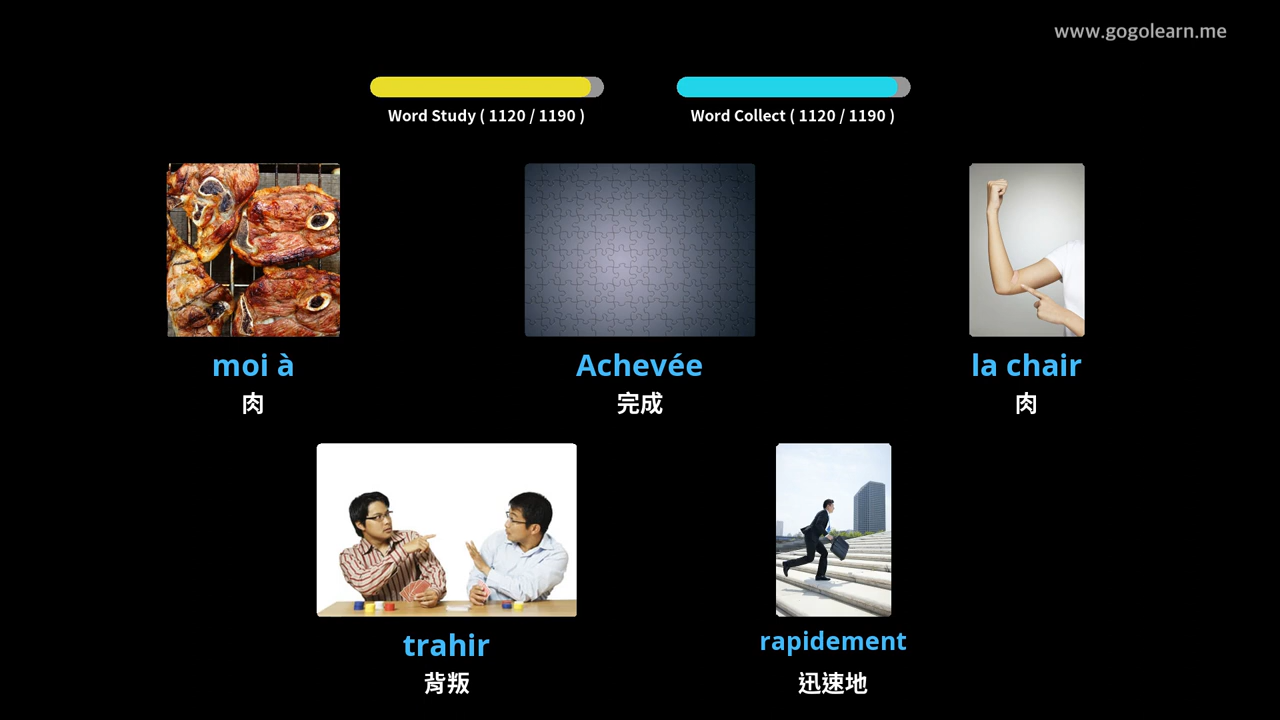 www.gogolearn.me
Word Study ( 1120 / 1190 )
Word Collect ( 1120 / 1190 )
moi à
肉
Achevée
完成
la chair
肉
trahir
背叛
rapidement
迅速地